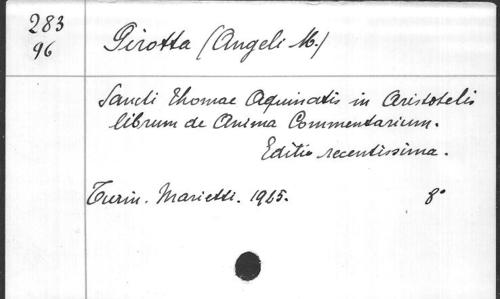 283
96
Pirotta (Angeli M.)
Sancti Thomae Aquinatis in Aristotelis
librum de Anima Commentarium.
Editio recentissima.
Turin. Marietti. 1925. 8°